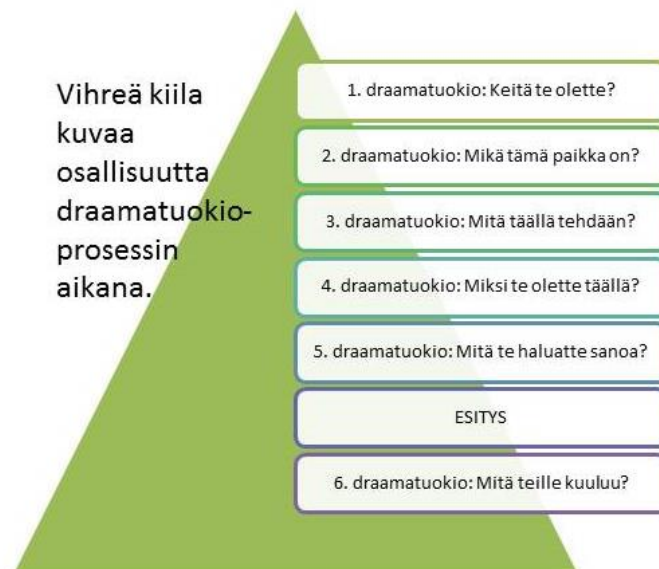 Vihreä kiila
kuvaa
osallisuutta
draamatuokio-
prosessin
aikana.
1. draamatuokio: Keitä te olette?
2. draamatuokio: Mikä tämä paikka on?
3. draamatuokio: Mitä täällä tehdään?
4. draamatuokio: Miksi te olette täällä?
5. draamatuokio: Mitä te haluatte sanoa?
ESITYS
6. draamatuokio: Mitä teille kuuluu?